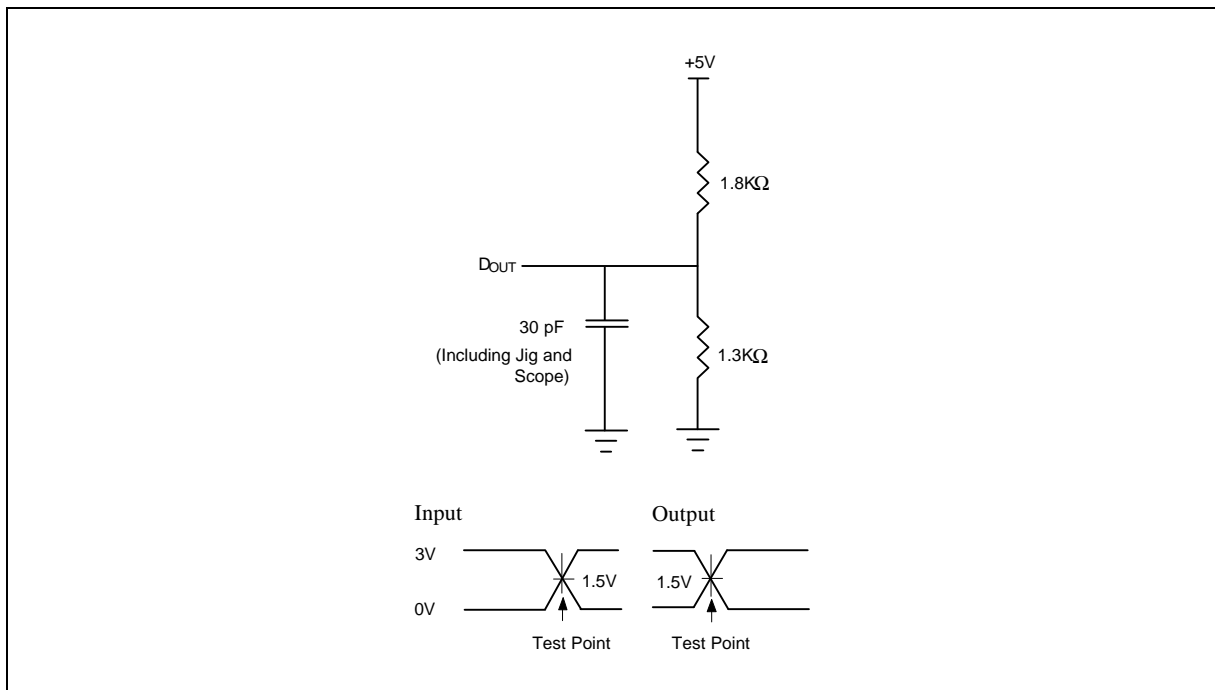 +5V
1.8KΩ
DOUT
30 pF
(Including Jig and
Scope)
1.3KΩ
Input
Output
3V
1.5V
1.5V
0V
Test Point
Test Point